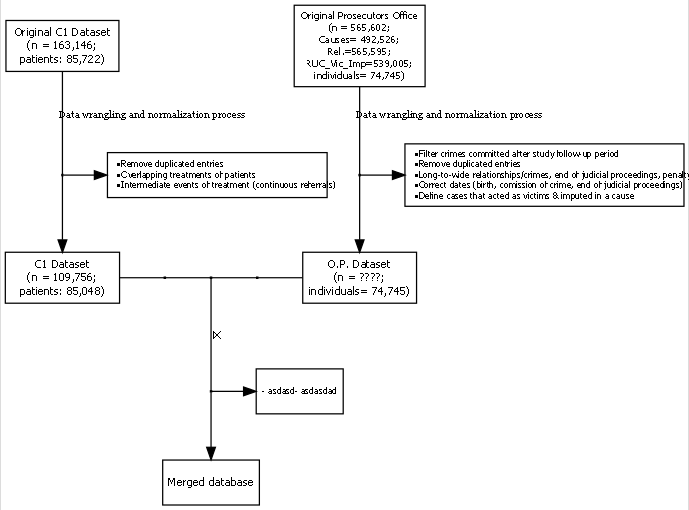 Original C1 Dataset
(n = 163,146;
patients: 85,722)
Original Prosecutors Office
(n = 565,602;
Causes= 492,526;
Rel.=565,595;
RUC_Vic_Imp=539,005;
individuals= 74,745)
Data wrangling and normalization process
Data wrangling and normalization process
•Remove duplicated entries
•Overlapping treatments of patients
•Intermediate events of treatment (continuous referrals)
•Filter crimes committed after study follow-up period
•Remove duplicated entries
•Long-to-wide relationships/crimes, end of judicial proceedings, penalty
•Correct dates (birth, comission of crime, end of judicial proceedings)
•Define cases that acted as victims & imputed in a cause
C1 Dataset
(n = 109,756;
patients: 85,048)
O.P. Dataset
(n = ????;
individuals= 74,745)
⋉
- asdasd- asdasdad
Merged database